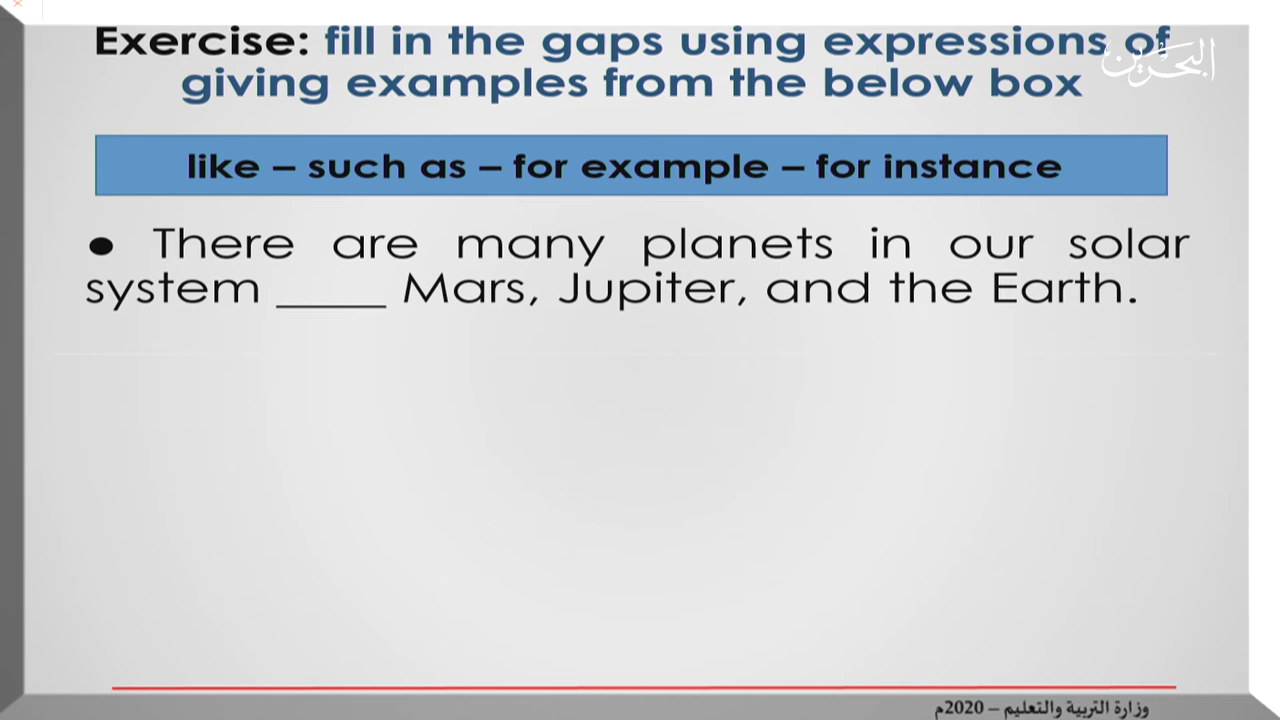 Exercise: fill in the gaps using expressions of
giving examples from the below box
البحرين
like – such as – for example – for instance
● There are many planets in our solar
system ____ Mars, Jupiter, and the Earth.
وزارة التربية والتعليم – 2020م